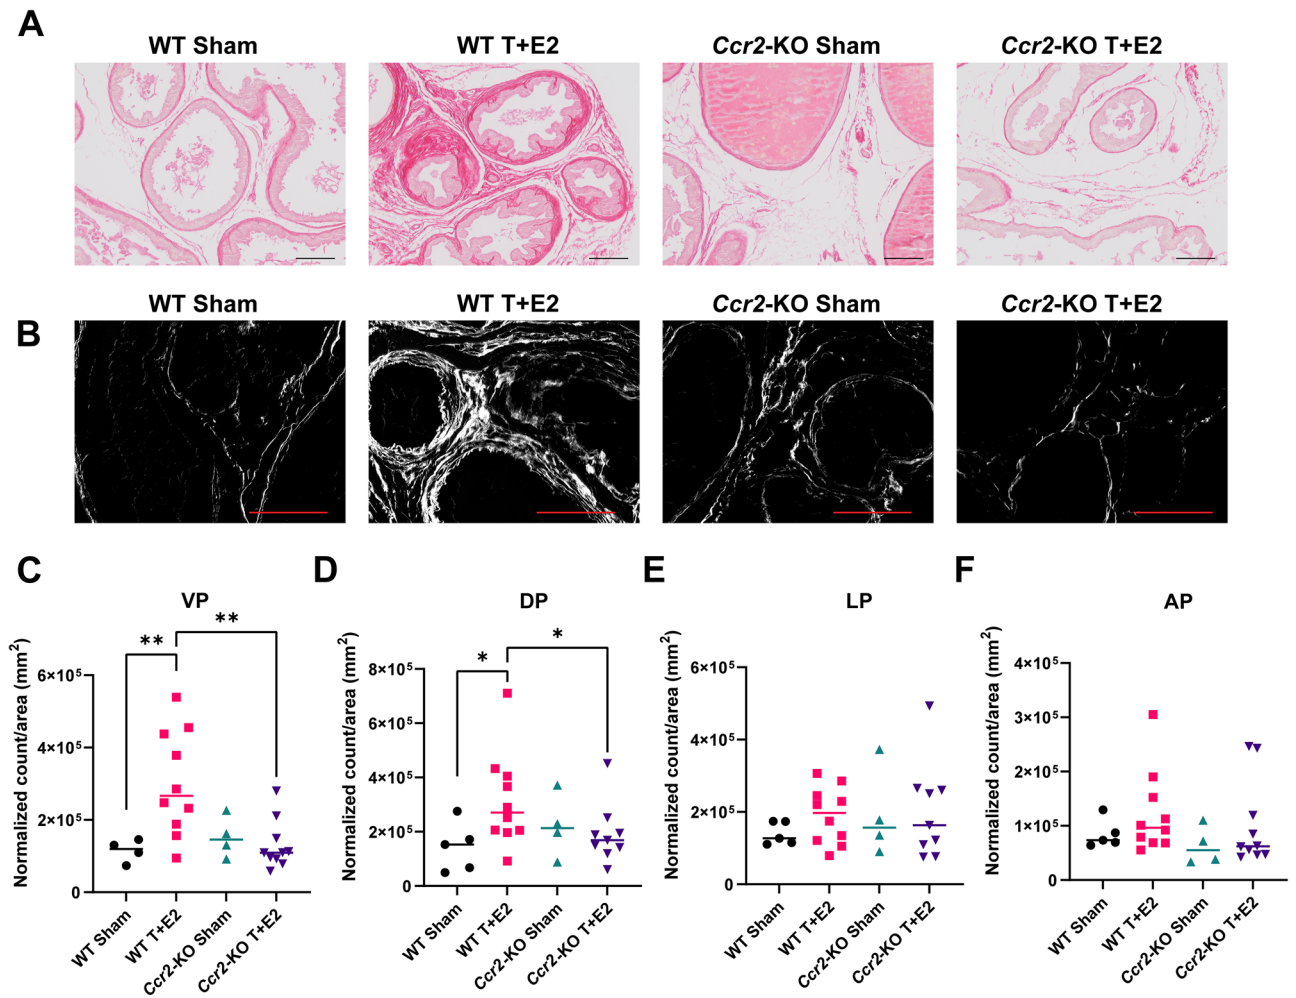 A
WT Sham
WT T+E2
Ccr2-KO Sham
Ccr2-KO T+E2
B
WT Sham
WT T+E2
Ccr2-KO Sham
Ccr2-KO T+E2
C
VP
**
**
Normalized count/area (mm²)
6×10⁵
4×10⁵
2×10⁵
0
WT Sham
WT T+E2
Ccr2-KO Sham
Ccr2-KO T+E2
D
DP
*
*
Normalized count/area (mm²)
8×10⁵
6×10⁵
4×10⁵
2×10⁵
0
WT Sham
WT T+E2
Ccr2-KO Sham
Ccr2-KO T+E2
E
LP
Normalized count/area (mm²)
6×10⁵
4×10⁵
2×10⁵
0
WT Sham
WT T+E2
Ccr2-KO Sham
Ccr2-KO T+E2
F
AP
Normalized count/area (mm²)
4×10⁵
3×10⁵
2×10⁵
1×10⁵
0
WT Sham
WT T+E2
Ccr2-KO Sham
Ccr2-KO T+E2